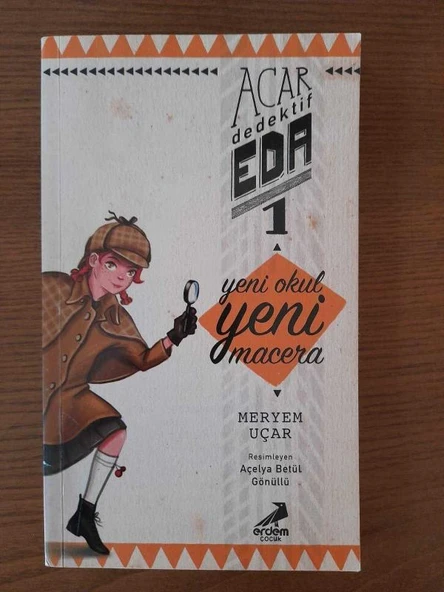 ACAR
dedektif
EDA
1
yeni okul
yeni
macera
MERYEM
UÇAR
Resimleyen
Açelya Betül
Gönüllü
erdem
çocuk